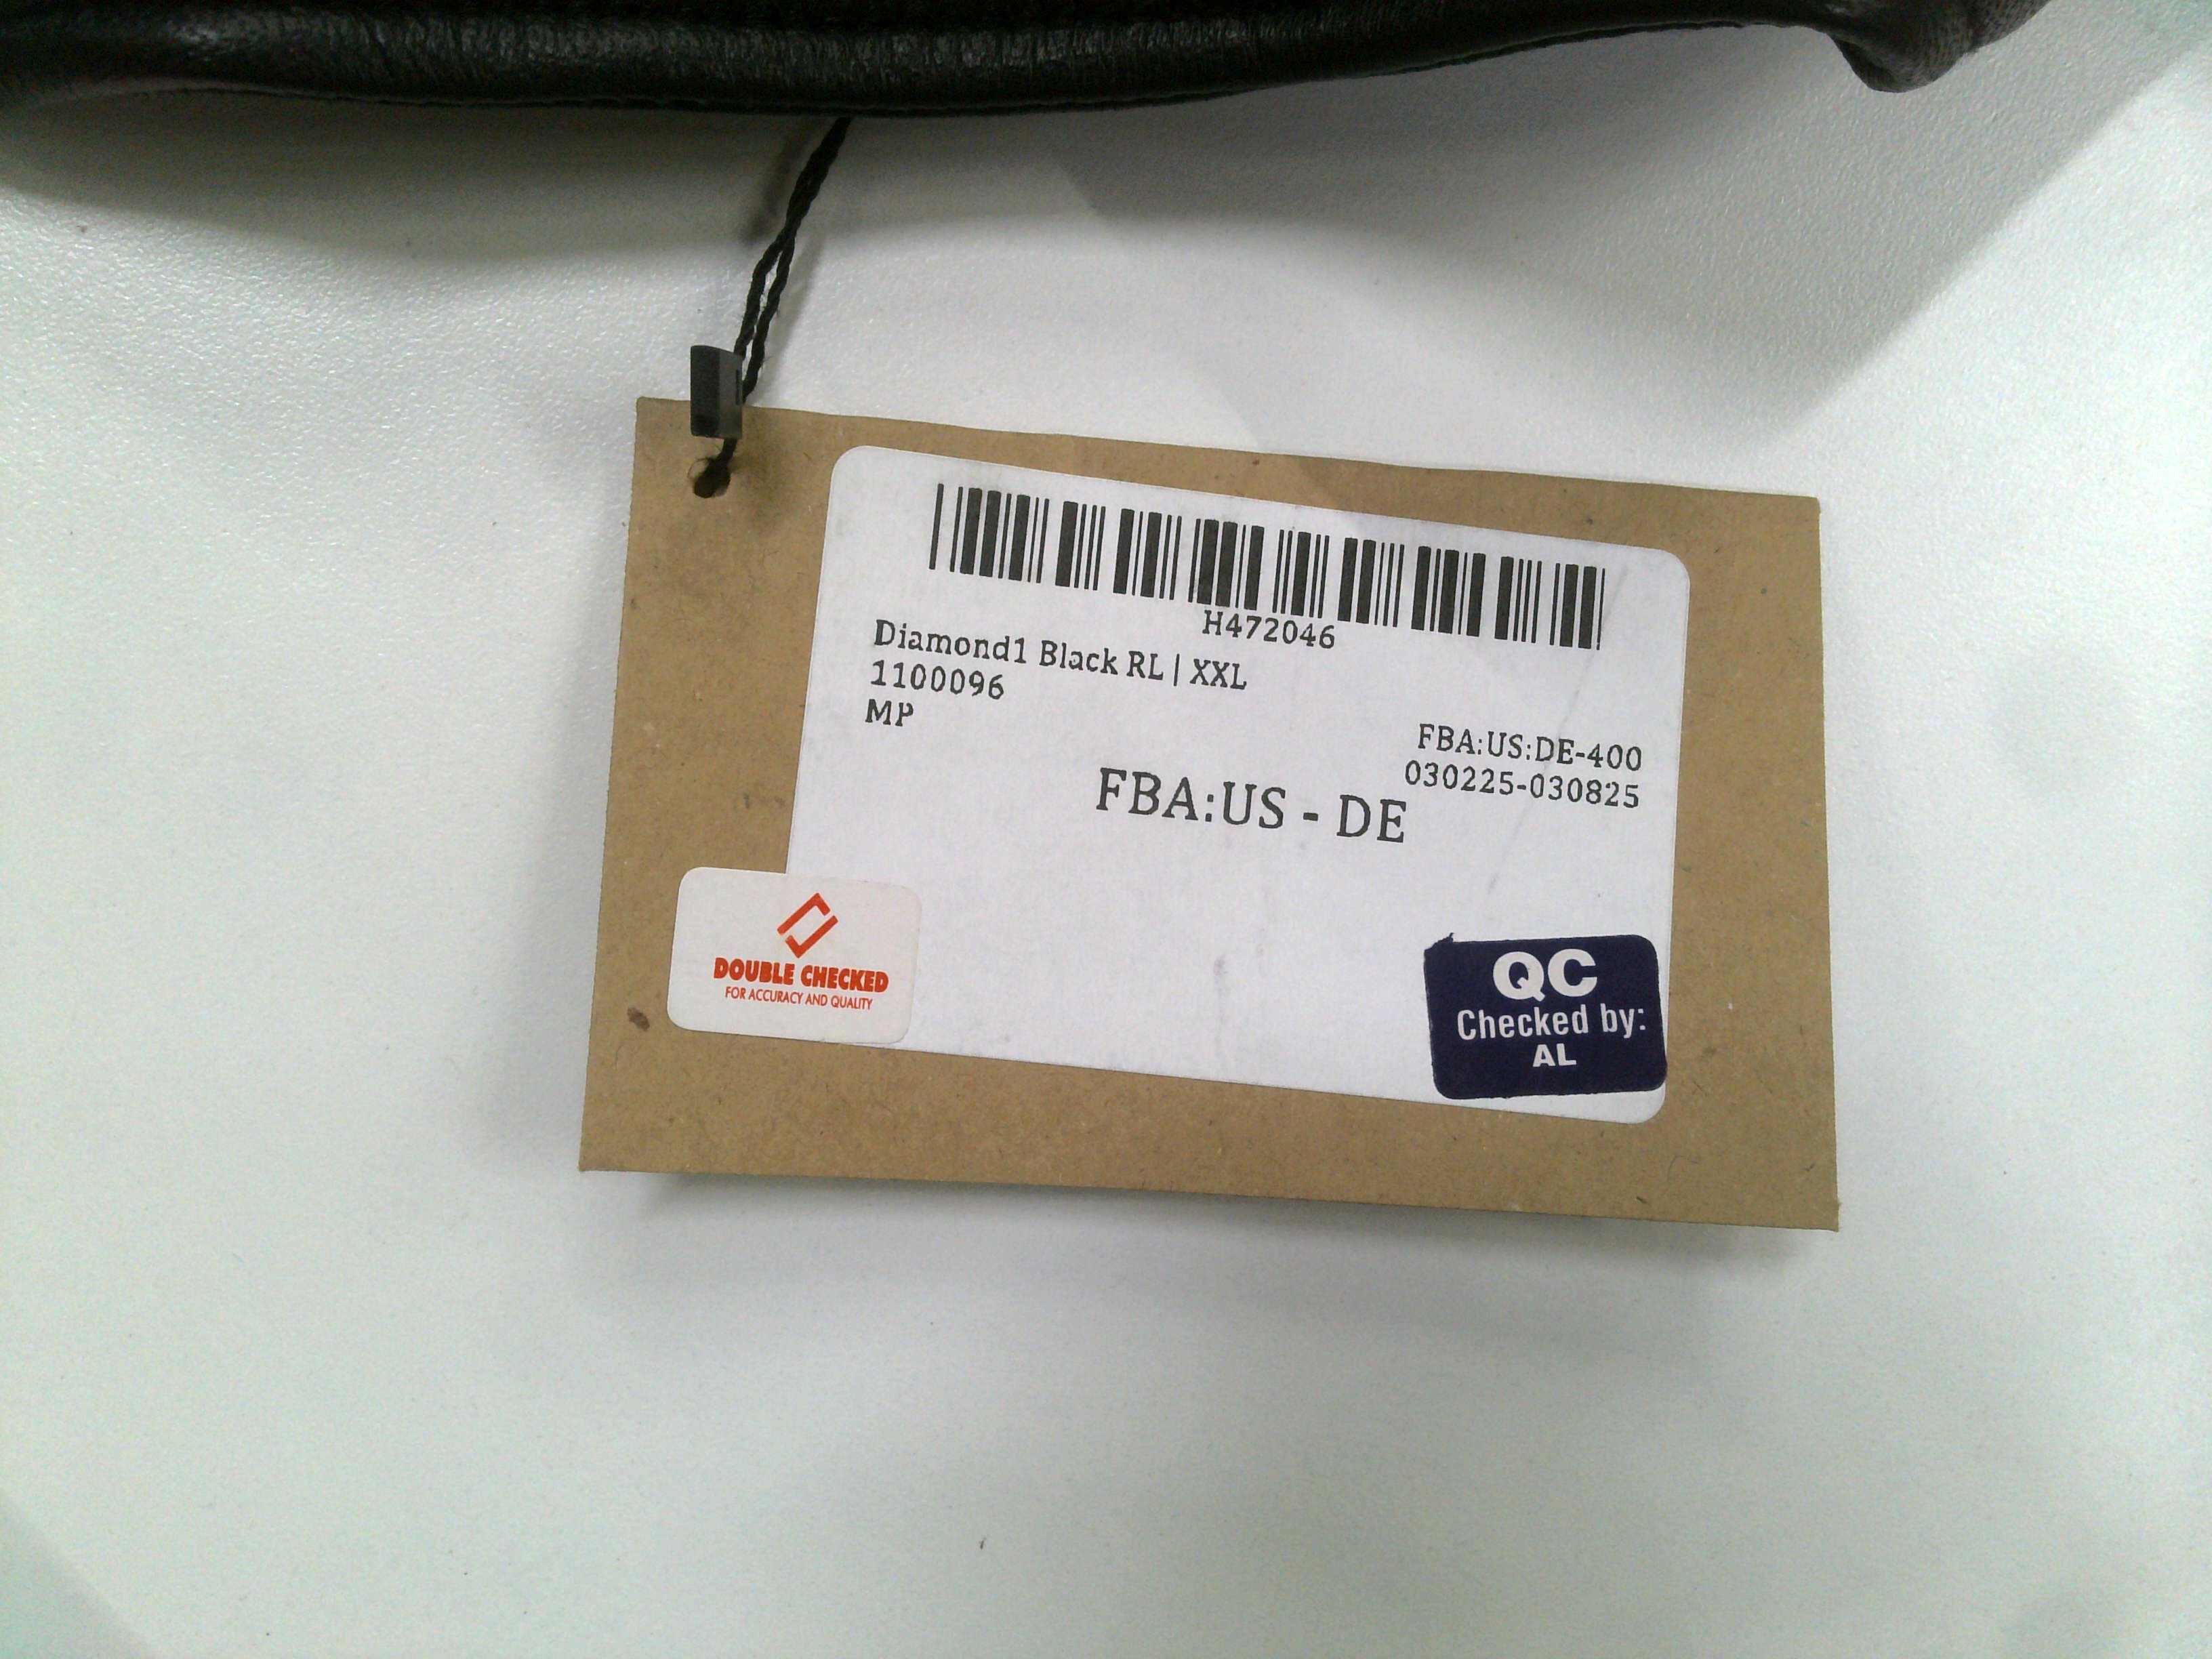 H472046
Diamond1 Black RL | XXL
1100096
MP
FBA:US:DE-400
030225-030825
FBA:US - DE
DOUBLE CHECKED
FOR ACCURACY AND QUALITY
QC
Checked by:
AL